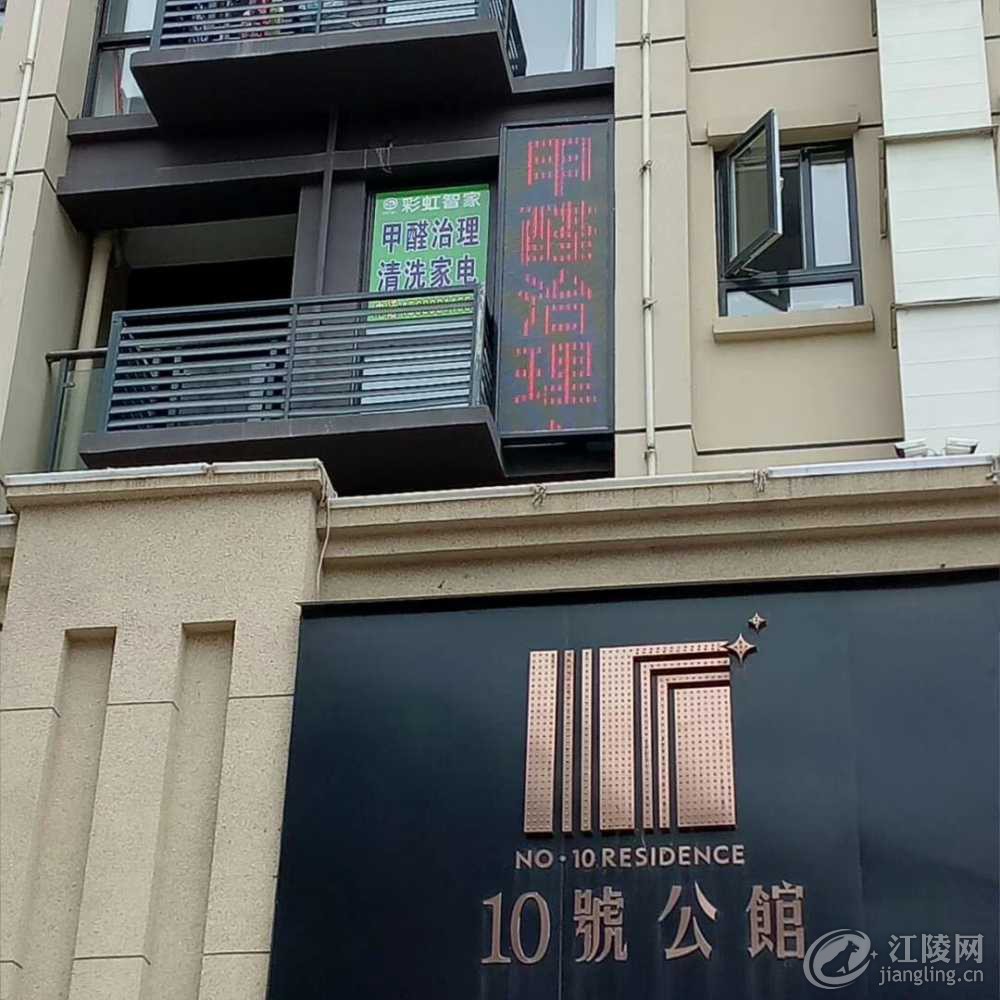 彩虹智家
甲醛治理
清洗家电
甲醛治理
NO·10 RESIDENCE
10號公館
江陵网
jiangling.cn